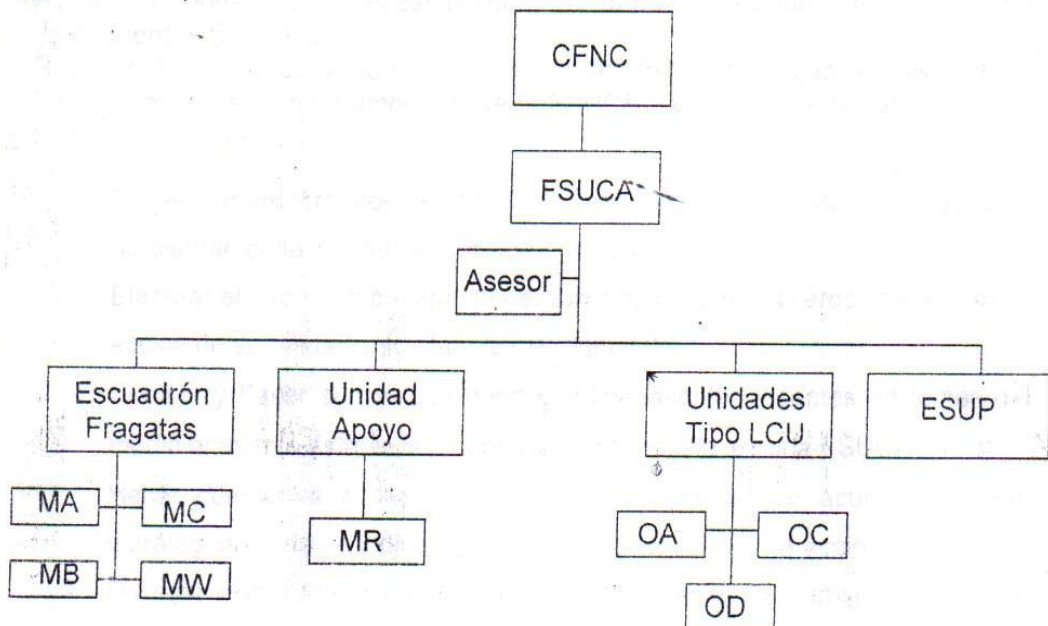 CFNC
FSUCA
Asesor
Escuadrón
Fragatas
Unidad
Apoyo
Unidades
Tipo LCU
ESUP
MA
MC
MB
MW
MR
OA
OC
OD